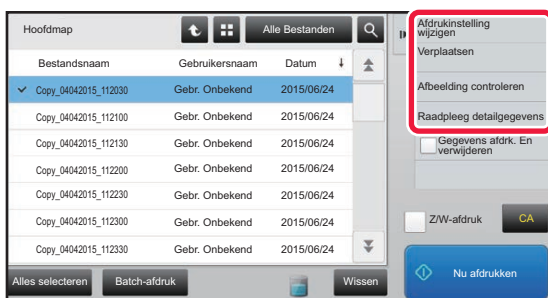 Hoofdmap
Alle Bestanden
Bestandsnaam Gebruikersnaam Datum
Copy_04042015_112030 Gebr. Onbekend 2015/06/24
Copy_04042015_112100 Gebr. Onbekend 2015/06/24
Copy_04042015_112130 Gebr. Onbekend 2015/06/24
Copy_04042015_112200 Gebr. Onbekend 2015/06/24
Copy_04042015_112230 Gebr. Onbekend 2015/06/24
Copy_04042015_112300 Gebr. Onbekend 2015/06/24
Copy_04042015_112330 Gebr. Onbekend 2015/06/24
Alles selecteren Batch-afdruk Wissen
Afdrukinstelling
wijzigen
Verplaatsen
Afbeelding controleren
Raadpleeg detailgegevens
Gegevens afdrk. En
verwijderen
Z/W-afdruk CA
Nu afdrukken